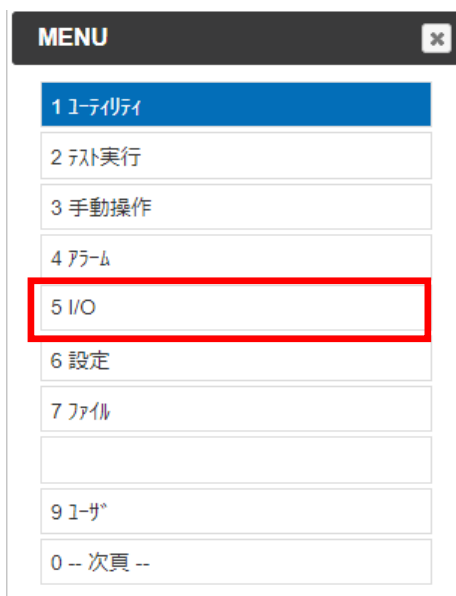 MENU
1 ﾕｰﾃｨﾘﾃｨ
2 ﾃｽﾄ実行
3 手動操作
4 ｱﾗｰﾑ
5 I/O
6 設定
7 ﾌｧｲﾙ
9 ﾕｰｻﾞ
0 -- 次頁 --